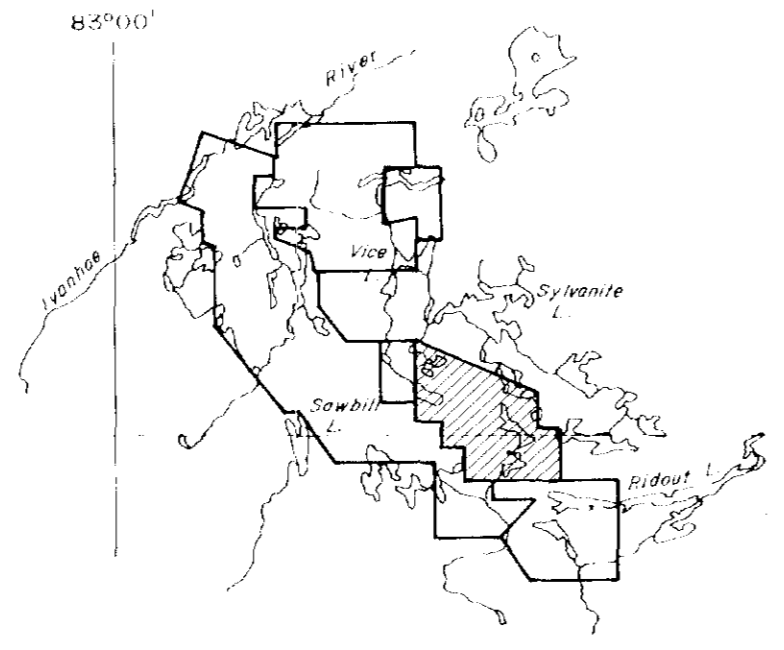 83°00'
River
Ivanhoe
Vice
L.
Sylvanite
L.
Sawbill
L.
Ridout L.